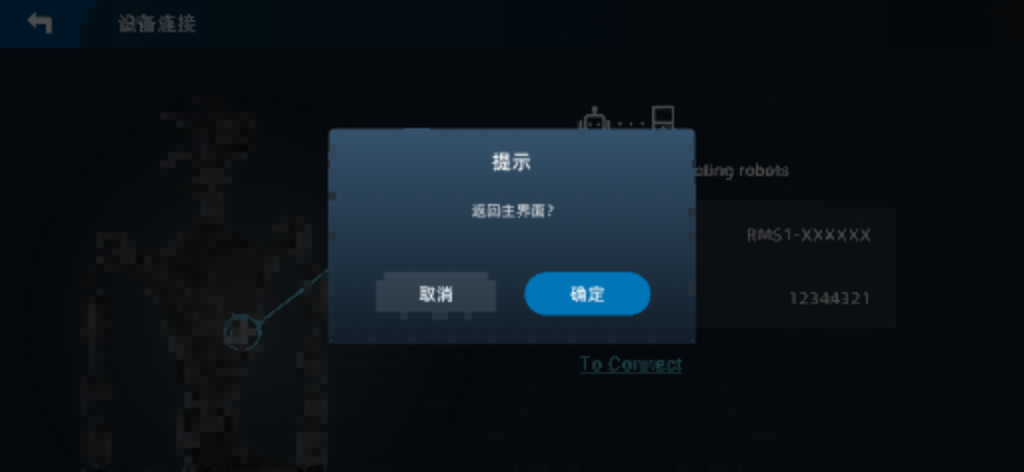 设备连接
提示
cting robots
返回主界面?
RMS1-XXXXXX
取消
确定
12344321
To Connect